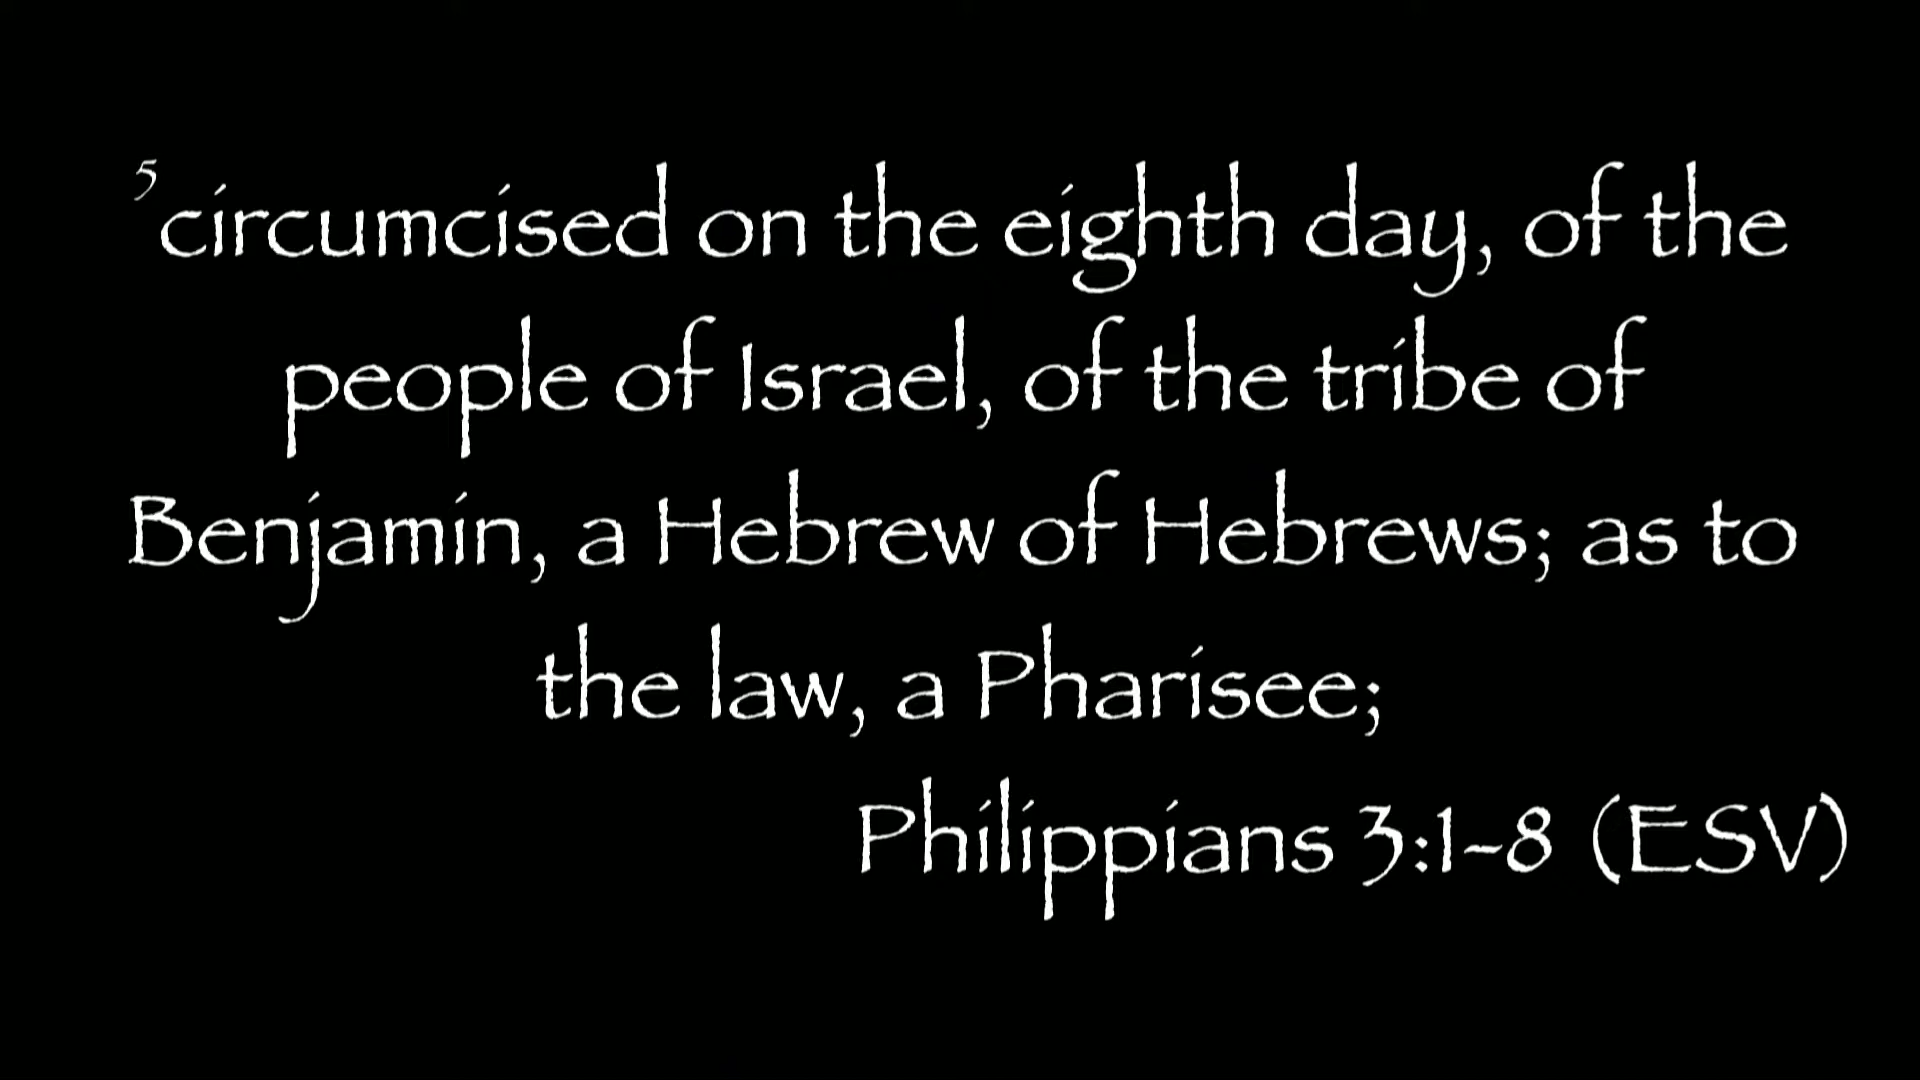 5circumcised on the eighth day, of the
people of Israel, of the tribe of
Benjamin, a Hebrew of Hebrews; as to
the law, a Pharisee;
Philippians 3:1-8 (ESV)